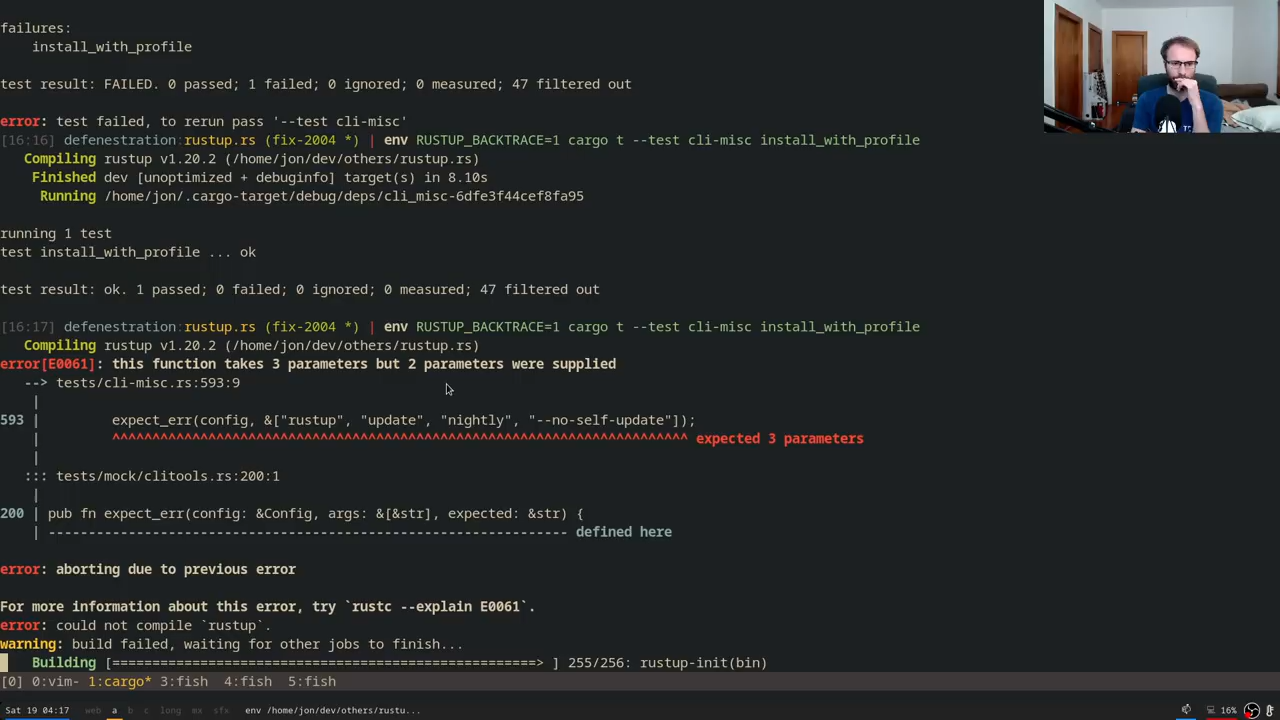 failures:
    install_with_profile
test result: FAILED. 0 passed; 1 failed; 0 ignored; 0 measured; 47 filtered out
error: test failed, to rerun pass '--test cli-misc'
[16:16] defenestration:rustup.rs (fix-2004 *) | env RUSTUP_BACKTRACE=1 cargo t --test cli-misc install_with_profile
   Compiling rustup v1.20.2 (/home/jon/dev/others/rustup.rs)
    Finished dev [unoptimized + debuginfo] target(s) in 8.10s
     Running /home/jon/.cargo-target/debug/deps/cli_misc-6dfe3f44cef8fa95
running 1 test
test install_with_profile ... ok
test result: ok. 1 passed; 0 failed; 0 ignored; 0 measured; 47 filtered out
[16:17] defenestration:rustup.rs (fix-2004 *) | env RUSTUP_BACKTRACE=1 cargo t --test cli-misc install_with_profile
   Compiling rustup v1.20.2 (/home/jon/dev/others/rustup.rs)
error[E0061]: this function takes 3 parameters but 2 parameters were supplied
   --> tests/cli-misc.rs:593:9
    |
593 |         expect_err(config, &["rustup", "update", "nightly", "--no-self-update"]);
    |         ^^^^^^^^^^^^^^^^^^^^^^^^^^^^^^^^^^^^^^^^^^^^^^^^^^^^^^^^^^^^^^^^^^^^^^^^ expected 3 parameters
    |
   ::: tests/mock/clitools.rs:200:1
    |
200 | pub fn expect_err(config: &Config, args: &[&str], expected: &str) {
    | ----------------------------------------------------------------- defined here
error: aborting due to previous error
For more information about this error, try `rustc --explain E0061`.
error: could not compile `rustup`.
warning: build failed, waiting for other jobs to finish...
    Building [=====================================================> ] 255/256: rustup-init(bin)
[0] 0:vim- 1:cargo* 3:fish  4:fish  5:fish
Sat 19 04:17 web a b c long mx sfx env /home/jon/dev/others/rustu... 16%